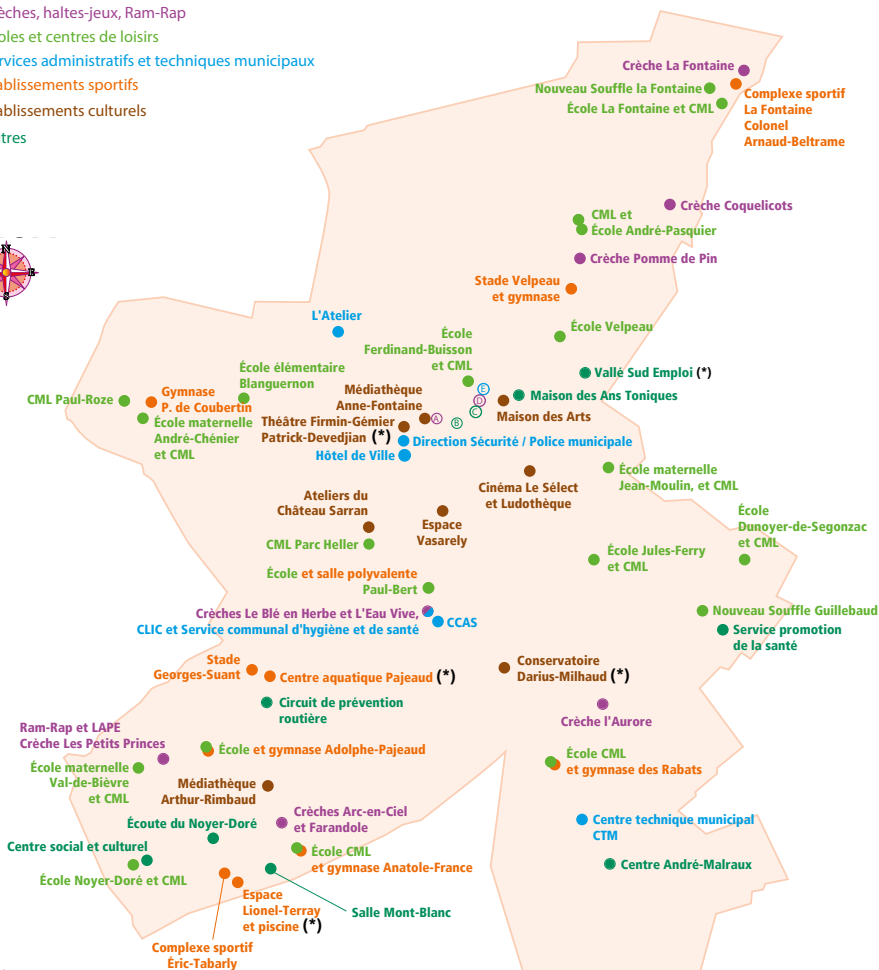 èches, haltes-jeux, Ram-Rap
oles et centres de loisirs
rvices administratifs et techniques municipaux
ablissements sportifs
ablissements culturels
tres
N
E
S
Crèche La Fontaine
Nouveau Souffle la Fontaine
École La Fontaine et CML
Complexe sportif
La Fontaine
Colonel
Arnaud-Beltrame
Crèche Coquelicots
CML et
École André-Pasquier
Crèche Pomme de Pin
Stade Velpeau
et gymnase
L'Atelier
École Velpeau
École
Ferdinand-Buisson
et CML
École élémentaire
Blanguernon
Vallé Sud Emploi (*)
CML Paul-Roze
Gymnase
P. de Coubertin
École maternelle
André-Chénier
et CML
Médiathèque
Anne-Fontaine
A
B
C
D
E
Maison des Ans Toniques
Maison des Arts
Théâtre Firmin-Gémier
Patrick-Devedjian (*)
Direction Sécurité / Police municipale
Hôtel de Ville
École maternelle
Jean-Moulin, et CML
Cinéma Le Sélect
et Ludothèque
Ateliers du
Château Sarran
Espace
Vasarely
École
Dunoyer-de-Segonzac
et CML
CML Parc Heller
École Jules-Ferry
et CML
École et salle polyvalente
Paul-Bert
Crèches Le Blé en Herbe et L'Eau Vive,
CLIC et Service communal d'hygiène et de santé
CCAS
Nouveau Souffle Guillebaud
Service promotion
de la santé
Stade
Georges-Suant
Centre aquatique Pajeaud (*)
Conservatoire
Darius-Milhaud (*)
Circuit de prévention
routière
Crèche l'Aurore
Ram-Rap et LAPE
Crèche Les Petits Princes
École et gymnase Adolphe-Pajeaud
École maternelle
Val-de-Bièvre
et CML
École CML
et gymnase des Rabats
Médiathèque
Arthur-Rimbaud
Crèches Arc-en-Ciel
et Farandole
Écoute du Noyer-Doré
Centre technique municipal
CTM
Centre social et culturel
École CML
et gymnase Anatole-France
Centre André-Malraux
École Noyer-Doré et CML
Espace
Lionel-Terray
et piscine (*)
Salle Mont-Blanc
Complexe sportif
Éric-Tabarly